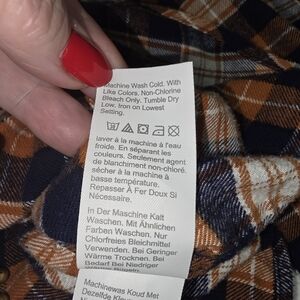 Machine Wash Cold. With
Like Colors. Non-Chlorine
Bleach Only. Tumble Dry
Low, Iron on Lowest
Setting.
laver à la machine à l'eau
froide. En séparant les
couleurs. Seulement agent
de blanchiment non-chloré.
sécher à la machine à
basse température.
Repasser À Fer Doux Si
Nécessaire.
In Der Maschine Kalt
Waschen. Mit Ähnlichen
Farben Waschen, Nur
Chlorfreies Bleichmittel
Verwenden. Bei Geringer
Wärme Trocknen. Bei
Bedarf Bei Niedriger
Wärme Bügeln.
Machinewas Koud Met
Dezelfde